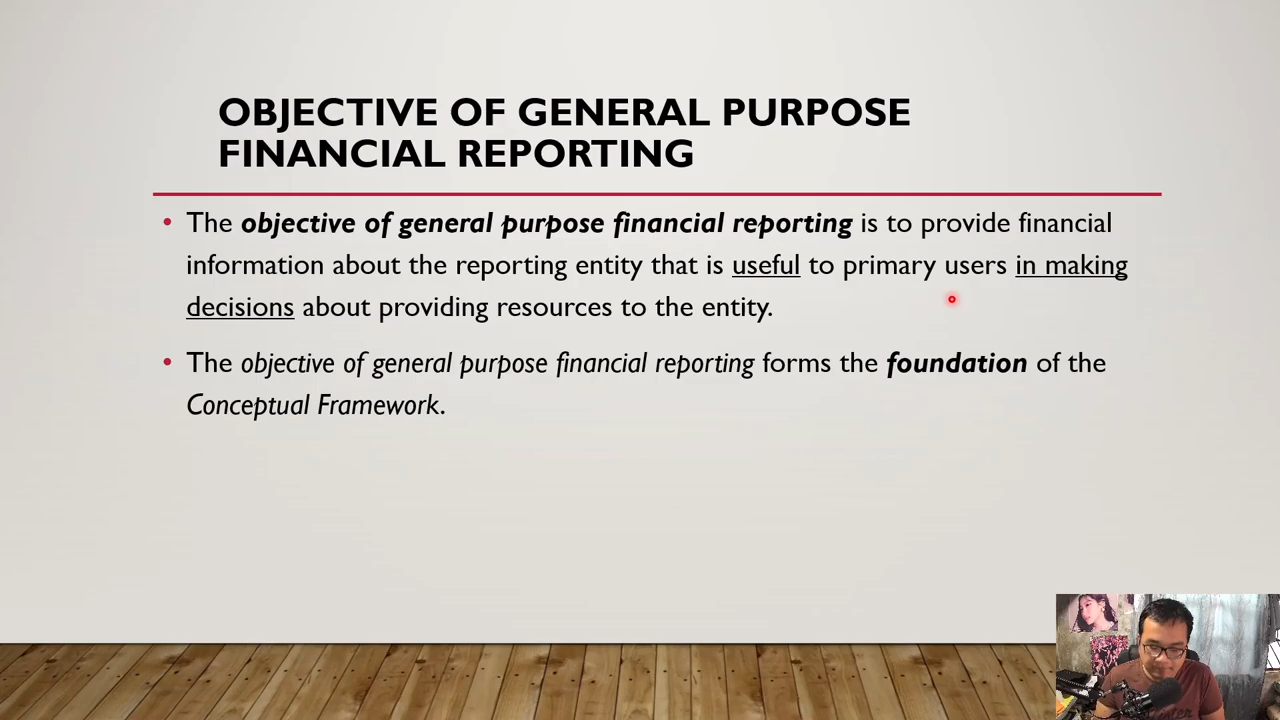 OBJECTIVE OF GENERAL PURPOSE
FINANCIAL REPORTING
• The objective of general purpose financial reporting is to provide financial
information about the reporting entity that is useful to primary users in making
decisions about providing resources to the entity.
• The objective of general purpose financial reporting forms the foundation of the
Conceptual Framework.